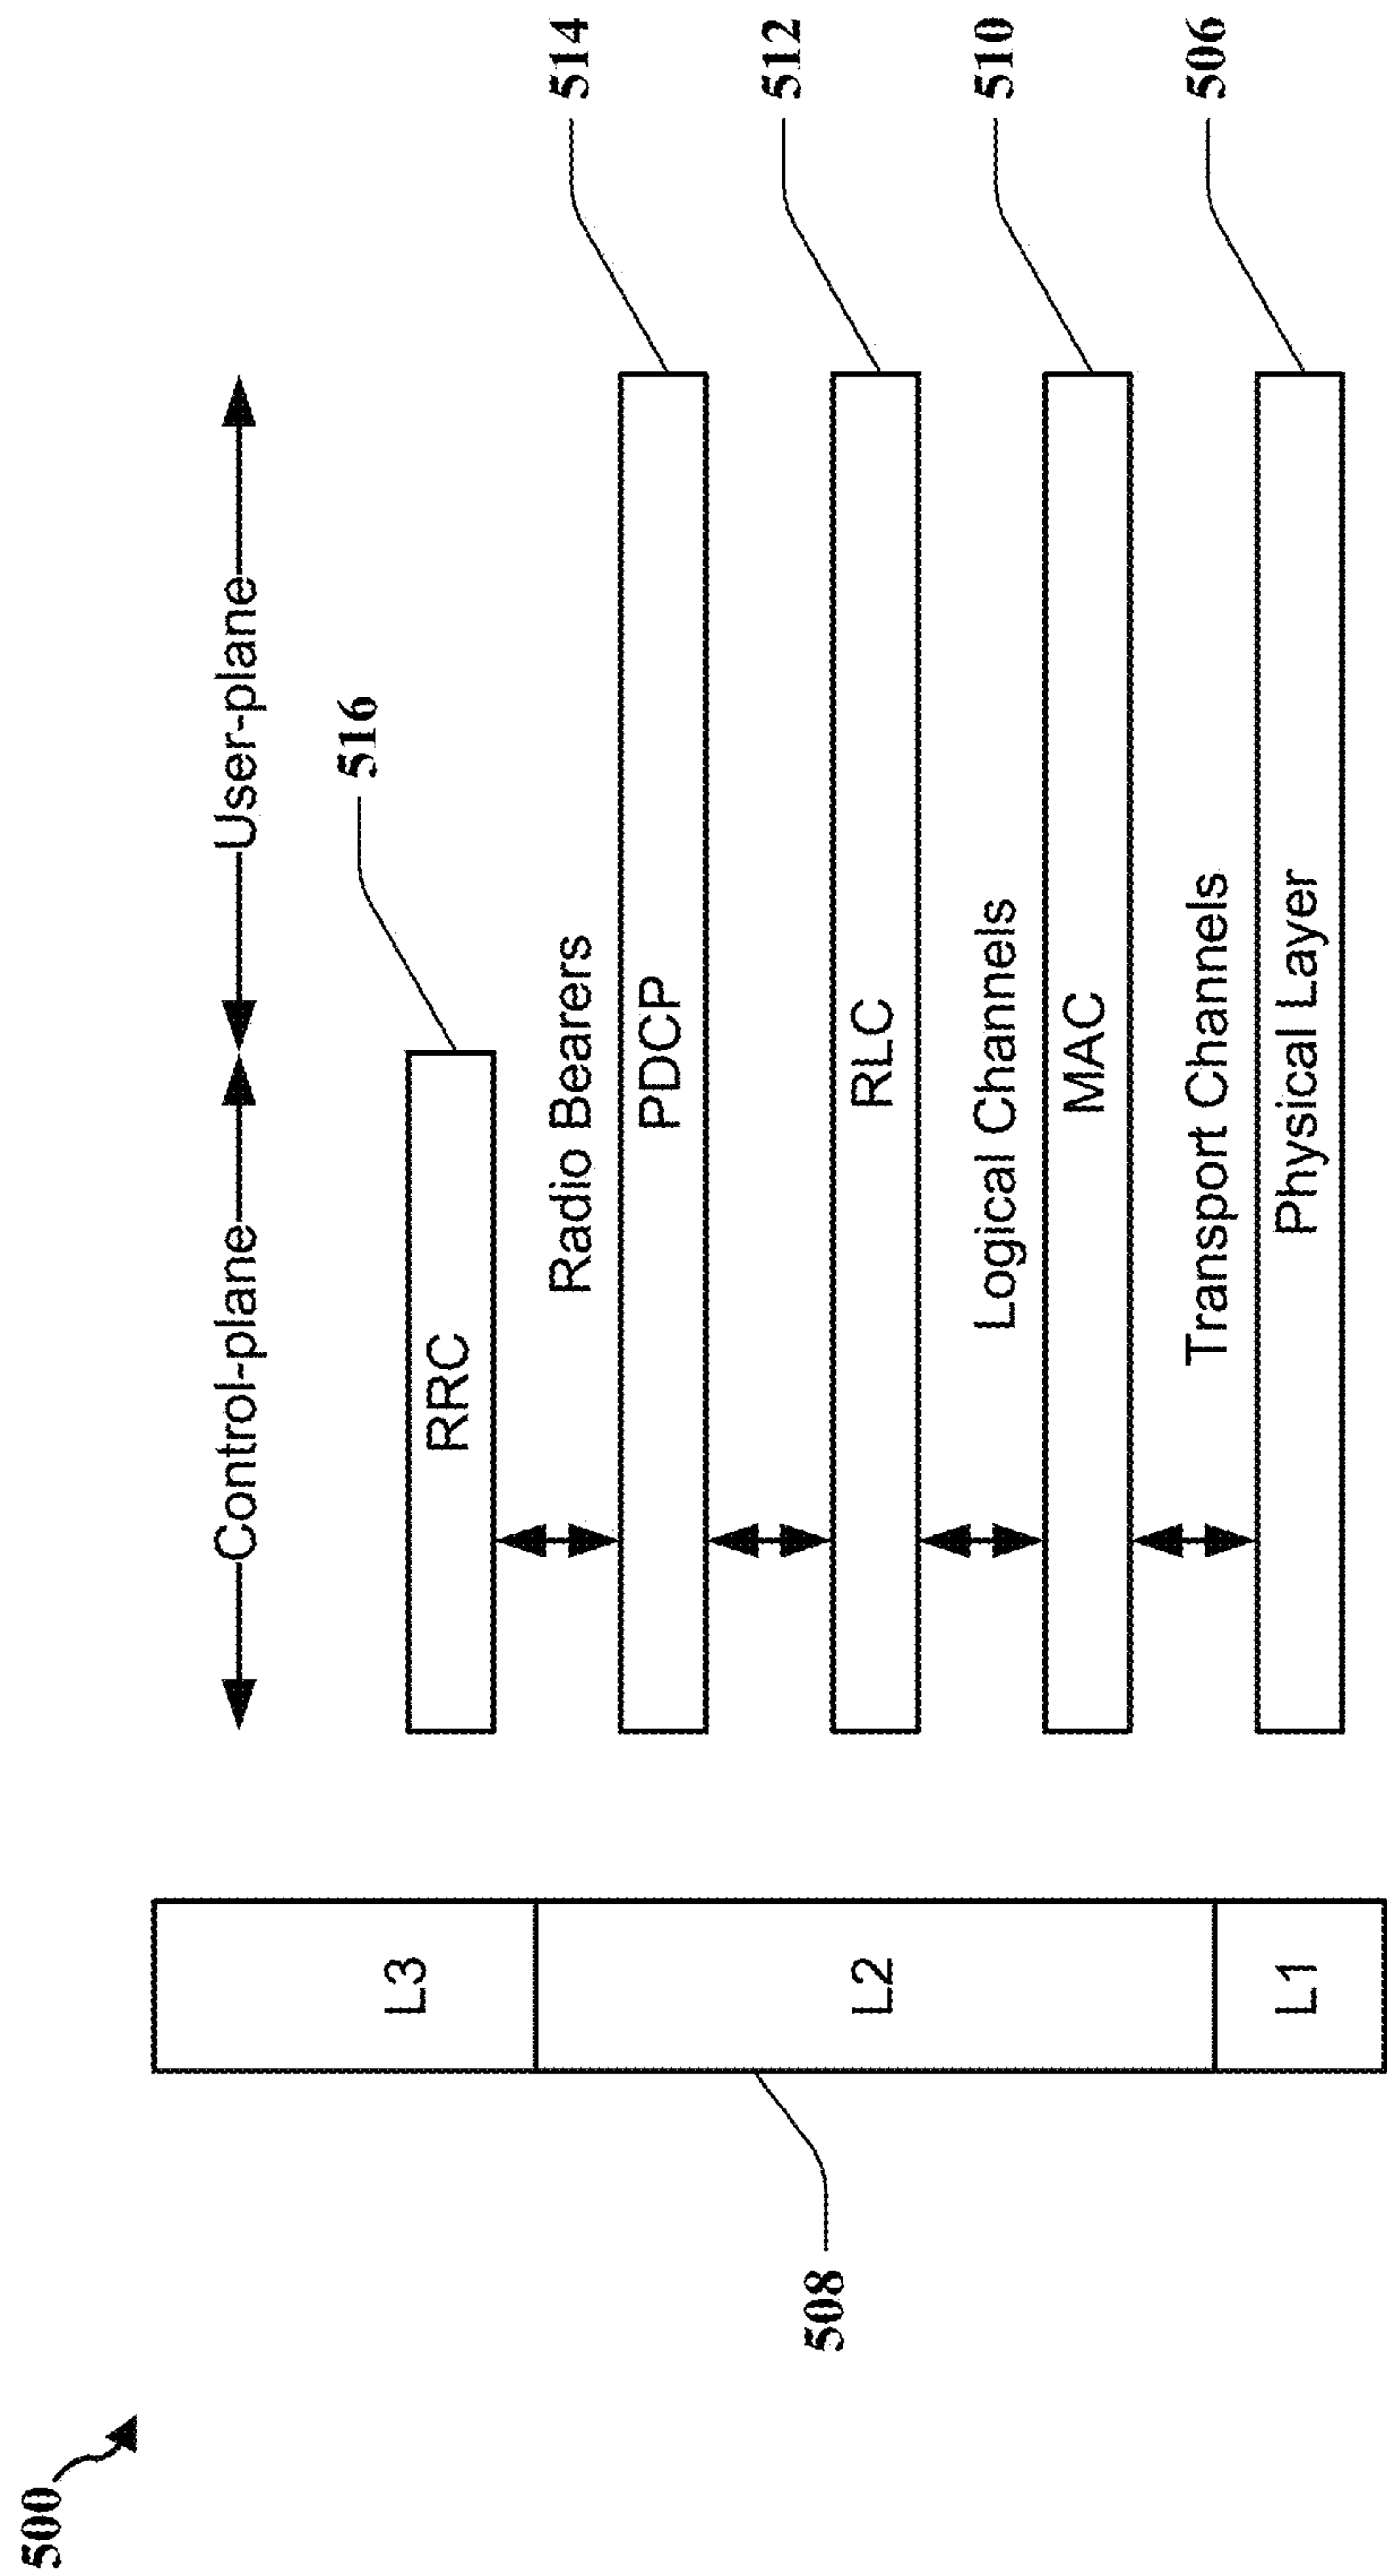 500
Control-plane
User-plane
516
L3
RRC
Radio Bearers
514
PDCP
508
L2
512
RLC
Logical Channels
510
MAC
Transport Channels
506
L1
Physical Layer